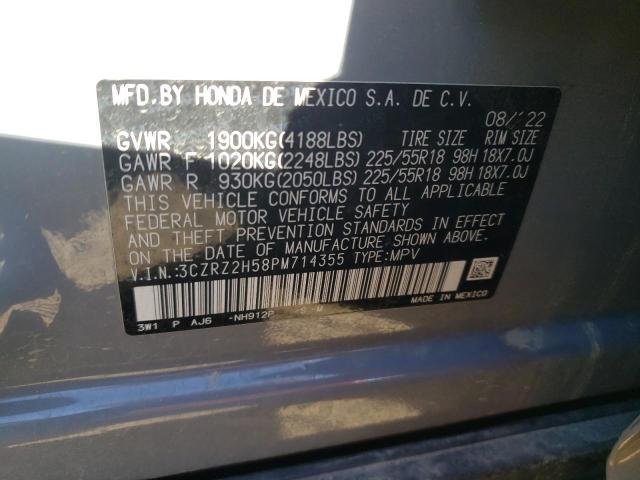 MFD. BY HONDA DE MEXICO S.A. DE C.V.
08/'22
GVWR 1900KG(4188LBS) TIRE SIZE RIM SIZE
GAWR F 1020KG(2248LBS) 225/55R18 98H 18X7.0J
GAWR R 930KG(2050LBS) 225/55R18 98H 18X7.0J
THIS VEHICLE CONFORMS TO ALL APPLICABLE
FEDERAL MOTOR VEHICLE SAFETY
AND THEFT PREVENTION STANDARDS IN EFFECT
ON THE DATE OF MANUFACTURE SHOWN ABOVE.
V.I.N.:3CZRZ2H58PM714355 TYPE:MPV
3W1 P AJ6 -NH912P S-M
MADE IN MEXICO